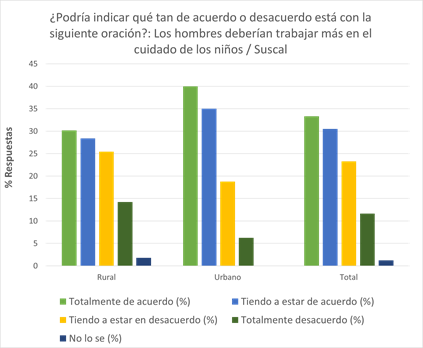 ¿Podría indicar qué tan de acuerdo o desacuerdo está con la
siguiente oración?: Los hombres deberían trabajar más en el
cuidado de los niños / Suscal
45
40
35
30
25
20
15
10
5
0
% Respuestas
Rural Urbano Total
Totalmente de acuerdo (%) Tiendo a estar de acuerdo (%)
Tiendo a estar en desacuerdo (%) Totalmente desacuerdo (%)
No lo se (%)